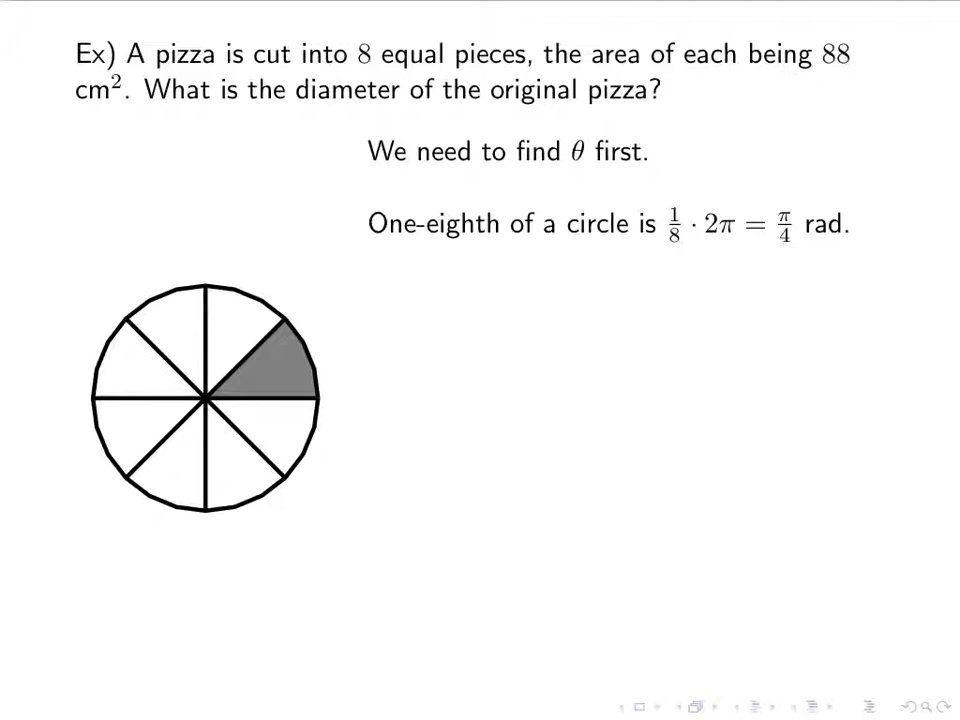 Ex) A pizza is cut into 8 equal pieces, the area of each being 88
cm². What is the diameter of the original pizza?
We need to find θ first.
One-eighth of a circle is 1/8 · 2π = π/4 rad.